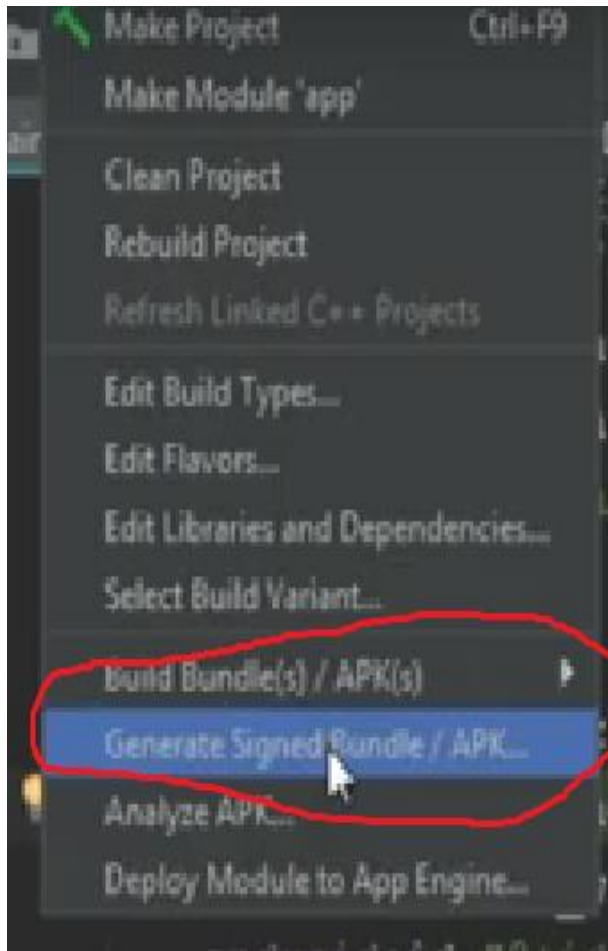 Make Project Ctrl+F9
Make Module 'app'
Clean Project
Rebuild Project
Refresh Linked C++ Projects
Edit Build Types...
Edit Flavors...
Edit Libraries and Dependencies...
Select Build Variant...
Build Bundle(s) / APK(s)
Generate Signed Bundle / APK...
Analyze APK...
Deploy Module to App Engine...